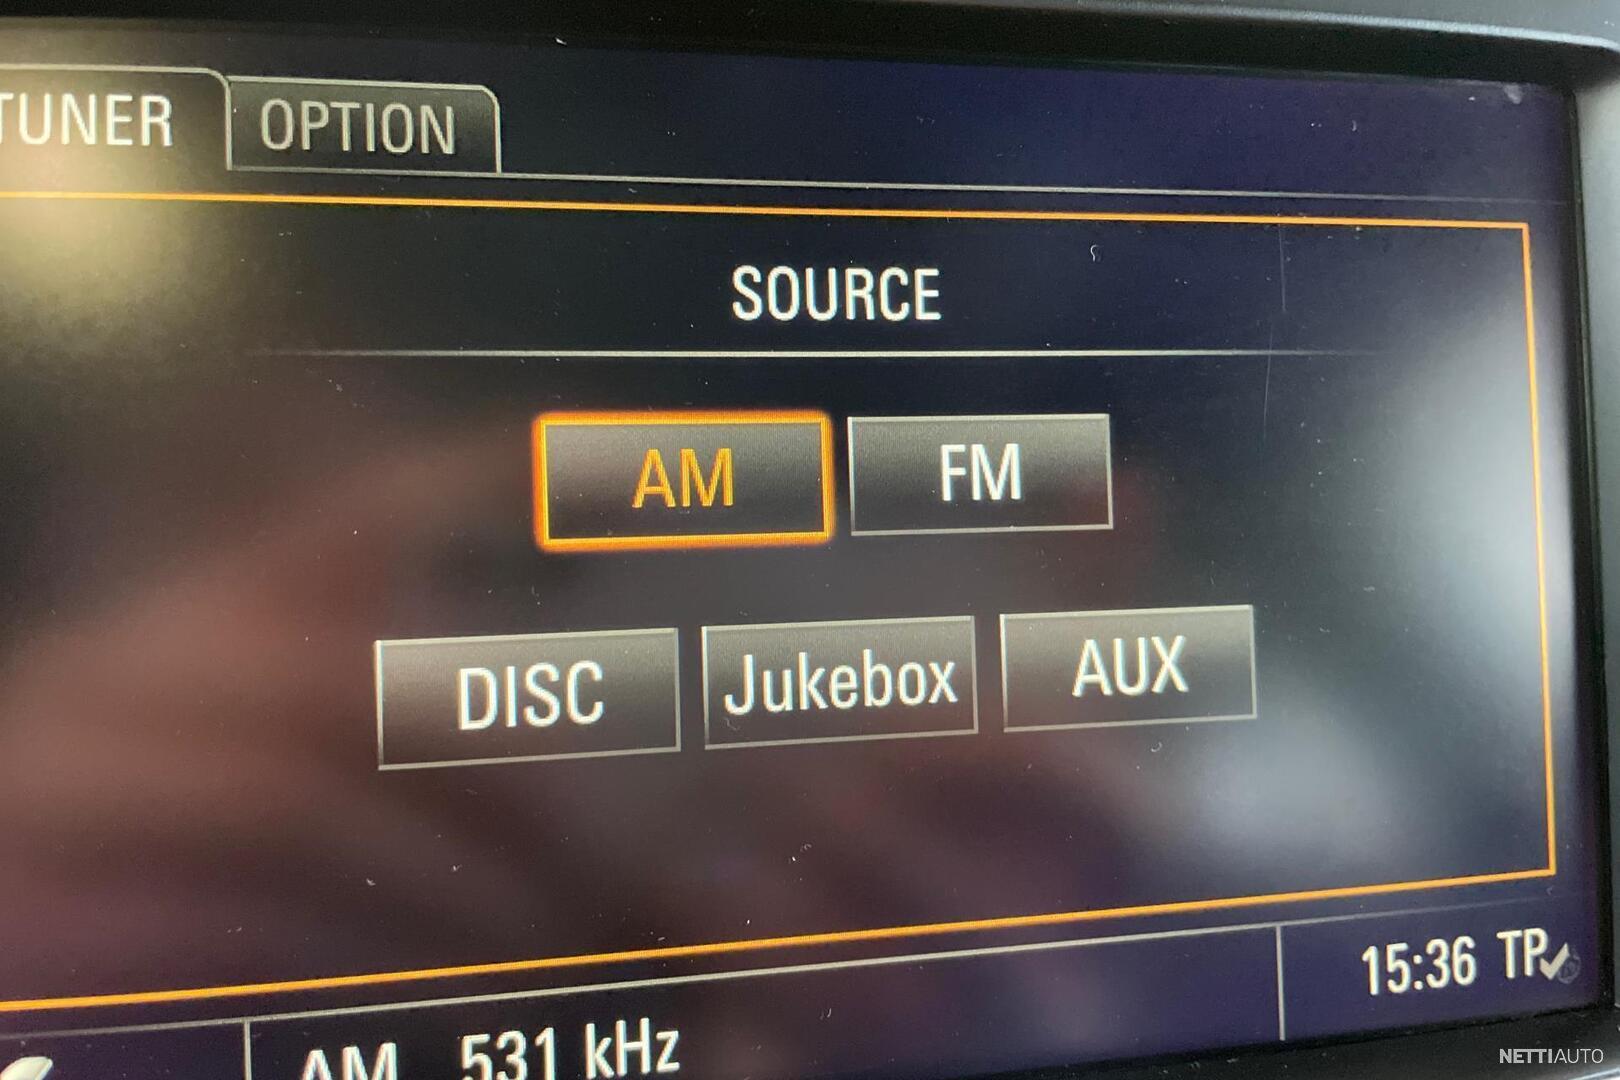 TUNER OPTION
SOURCE
AM FM
DISC Jukebox AUX
15:36 TP
AM 531 kHz
NETTIAUTO